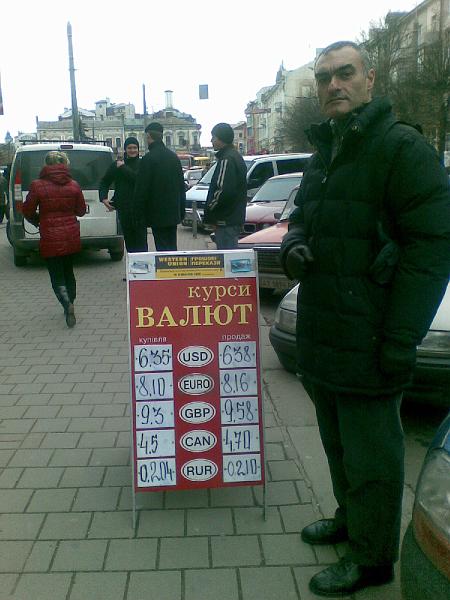 WESTERN UNION ГРОШОВІ ПЕРЕКАЗИ
курси
ВАЛЮТ
купівля продаж
6.35 USD 6.38
8,10 EURO 8,16
9,3 GBP 9,58
4,5 CAN 4,70
0,204 RUR 0,210